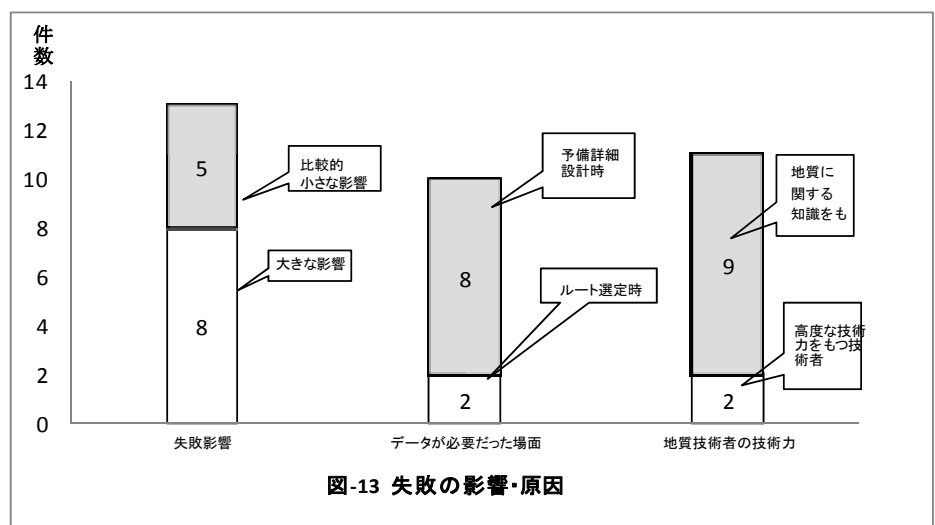 件
数
14
12
10
8
6
4
2
0
5
8
比較的
小さな影響
大きな影響
8
2
予備詳細
設計時
ルート選定時
9
2
地質に
関する
知識をも
高度な技術
力をもつ技
術者
失敗影響
データが必要だった場面
地質技術者の技術力
図-13 失敗の影響・原因